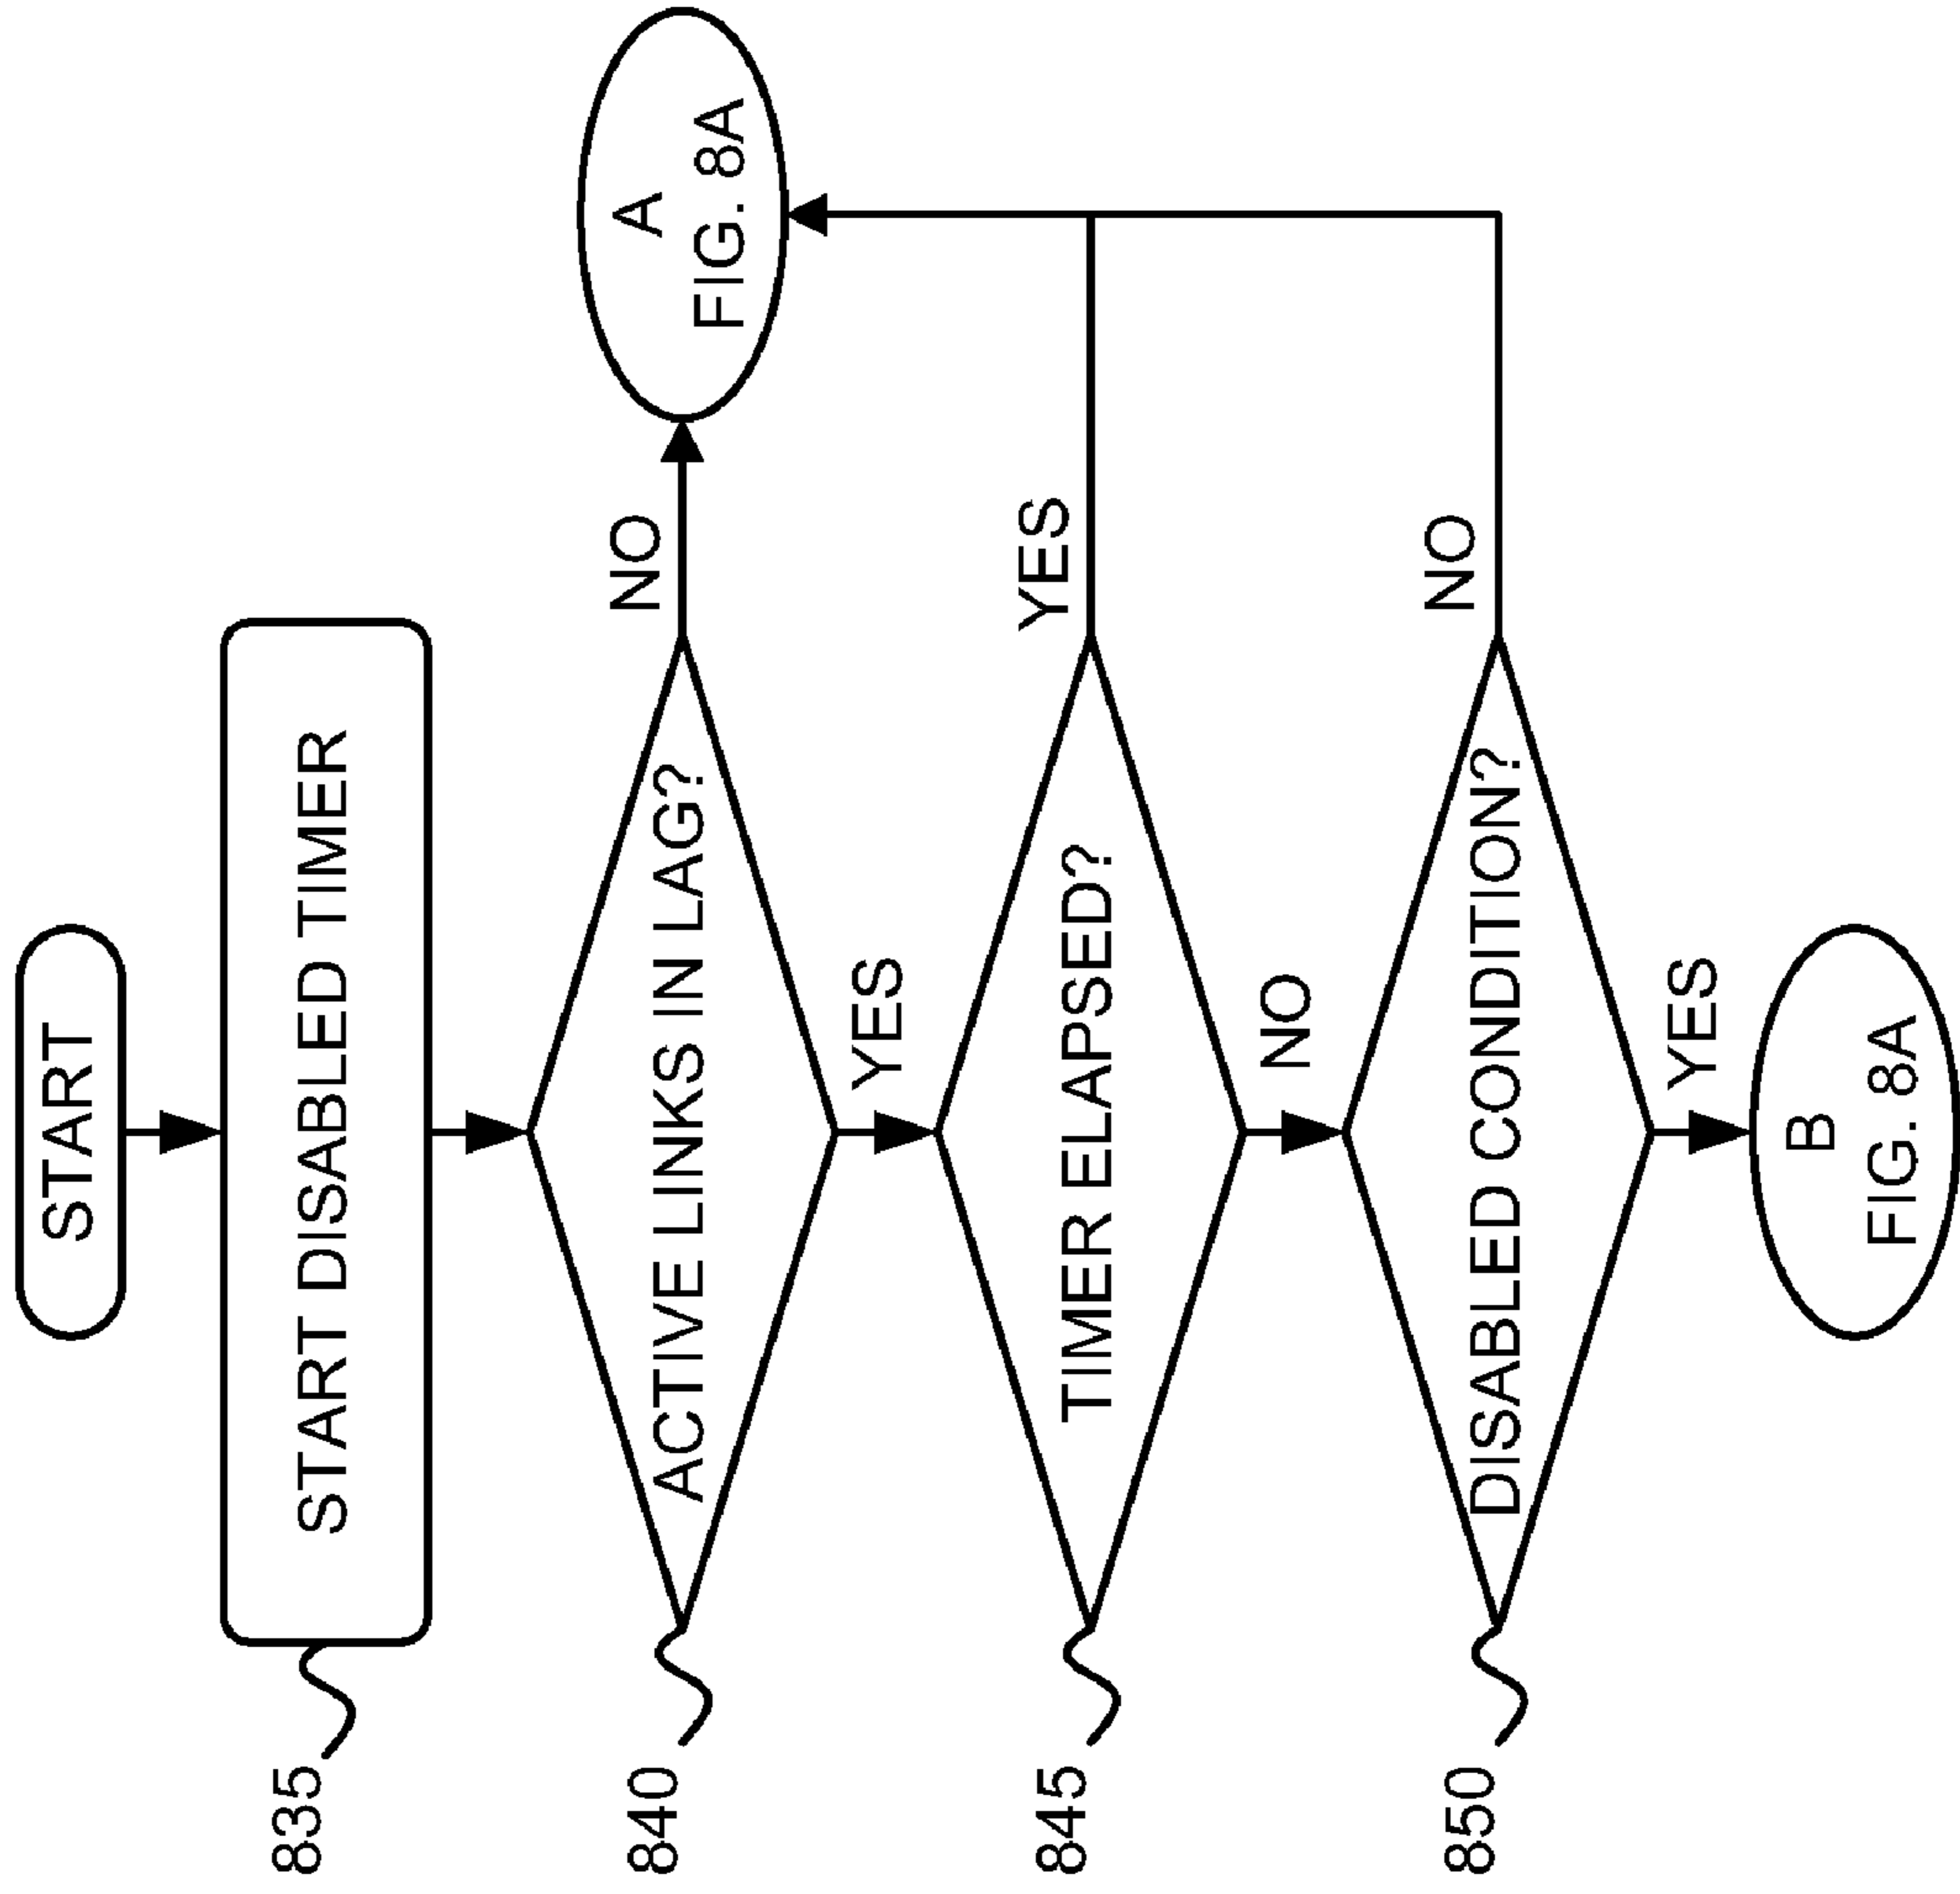 START
835
START DISABLED TIMER
840
ACTIVE LINKS IN LAG?
NO
A
FIG. 8A
YES
845
TIMER ELAPSED?
YES
NO
850
DISABLED CONDITION?
NO
YES
B
FIG. 8A